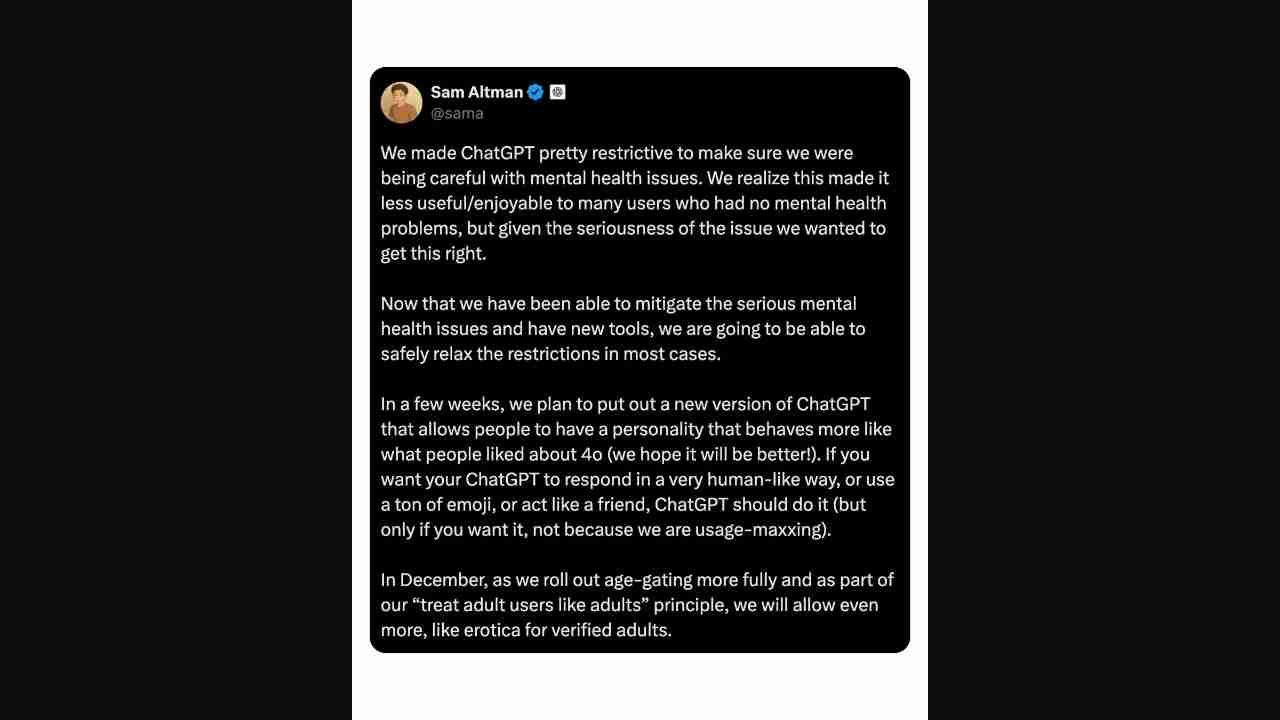 Sam Altman
@sama
We made ChatGPT pretty restrictive to make sure we were
being careful with mental health issues. We realize this made it
less useful/enjoyable to many users who had no mental health
problems, but given the seriousness of the issue we wanted to
get this right.
Now that we have been able to mitigate the serious mental
health issues and have new tools, we are going to be able to
safely relax the restrictions in most cases.
In a few weeks, we plan to put out a new version of ChatGPT
that allows people to have a personality that behaves more like
what people liked about 4o (we hope it will be better!). If you
want your ChatGPT to respond in a very human-like way, or use
a ton of emoji, or act like a friend, ChatGPT should do it (but
only if you want it, not because we are usage-maxxing).
In December, as we roll out age-gating more fully and as part of
our “treat adult users like adults” principle, we will allow even
more, like erotica for verified adults.